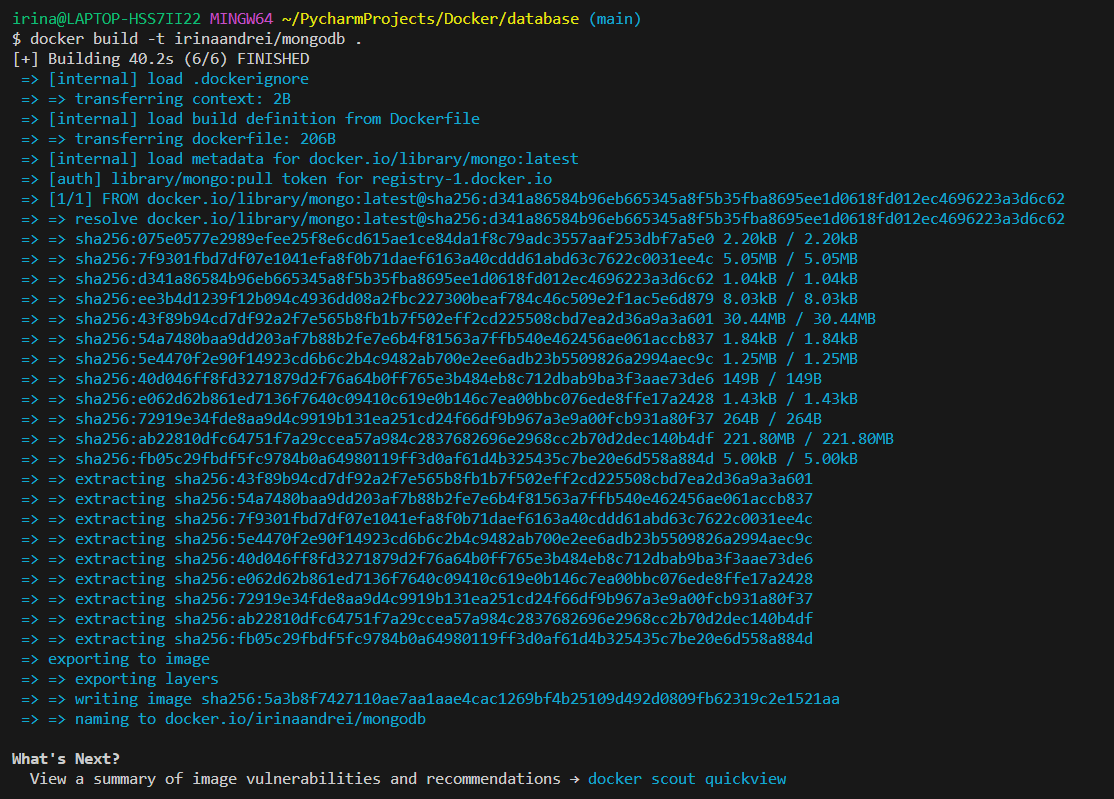 irina@LAPTOP-HSS7II22 MINGW64 ~/PycharmProjects/Docker/database (main)
$ docker build -t irinaandrei/mongodb .
[+] Building 40.2s (6/6) FINISHED
=> [internal] load .dockerignore
=> => transferring context: 2B
=> [internal] load build definition from Dockerfile
=> => transferring dockerfile: 206B
=> [internal] load metadata for docker.io/library/mongo:latest
=> [auth] library/mongo:pull token for registry-1.docker.io
=> [1/1] FROM docker.io/library/mongo:latest@sha256:d341a86584b96eb665345a8f5b35fba8695ee1d0618fd012ec4696223a3d6c62
=> => resolve docker.io/library/mongo:latest@sha256:d341a86584b96eb665345a8f5b35fba8695ee1d0618fd012ec4696223a3d6c62
=> => sha256:075e0577e2989efee25f8e6cd615ae1ce84da1f8c79adc3557aaf253dbf7a5e0 2.20kB / 2.20kB
=> => sha256:7f9301fbd7df07e1041efa8f0b71daef6163a40cddd61abd63c7622c0031ee4c 5.05MB / 5.05MB
=> => sha256:d341a86584b96eb665345a8f5b35fba8695ee1d0618fd012ec4696223a3d6c62 1.04kB / 1.04kB
=> => sha256:ee3b4d1239f12b094c4936dd08a2fbc227300beaf784c46c509e2f1ac5e6d879 8.03kB / 8.03kB
=> => sha256:43f89b94cd7df92a2f7e565b8fb1b7f502eff2cd225508cbd7ea2d36a9a3a601 30.44MB / 30.44MB
=> => sha256:54a7480baa9dd203af7b88b2fe7e6b4f81563a7ffb540e462456ae061accb837 1.84kB / 1.84kB
=> => sha256:5e4470f2e90f14923cd6b6c2b4c9482ab700e2ee6adb23b5509826a2994aec9c 1.25MB / 1.25MB
=> => sha256:40d046ff8fd3271879d2f76a64b0ff765e3b484eb8c712dbab9ba3f3aae73de6 149B / 149B
=> => sha256:e062d62b861ed7136f7640c09410c619e0b146c7ea00bbc076ede8ffe17a2428 1.43kB / 1.43kB
=> => sha256:72919e34fde8aa9d4c9919b131ea251cd24f66df9b967a3e9a00fcb931a80f37 264B / 264B
=> => sha256:ab22810dfc64751f7a29ccea57a984c2837682696e2968cc2b70d2dec140b4df 221.80MB / 221.80MB
=> => sha256:fb05c29fbdf5fc9784b0a64980119ff3d0af61d4b325435c7be20e6d558a884d 5.00kB / 5.00kB
=> => extracting sha256:43f89b94cd7df92a2f7e565b8fb1b7f502eff2cd225508cbd7ea2d36a9a3a601
=> => extracting sha256:54a7480baa9dd203af7b88b2fe7e6b4f81563a7ffb540e462456ae061accb837
=> => extracting sha256:7f9301fbd7df07e1041efa8f0b71daef6163a40cddd61abd63c7622c0031ee4c
=> => extracting sha256:5e4470f2e90f14923cd6b6c2b4c9482ab700e2ee6adb23b5509826a2994aec9c
=> => extracting sha256:40d046ff8fd3271879d2f76a64b0ff765e3b484eb8c712dbab9ba3f3aae73de6
=> => extracting sha256:e062d62b861ed7136f7640c09410c619e0b146c7ea00bbc076ede8ffe17a2428
=> => extracting sha256:72919e34fde8aa9d4c9919b131ea251cd24f66df9b967a3e9a00fcb931a80f37
=> => extracting sha256:ab22810dfc64751f7a29ccea57a984c2837682696e2968cc2b70d2dec140b4df
=> => extracting sha256:fb05c29fbdf5fc9784b0a64980119ff3d0af61d4b325435c7be20e6d558a884d
=> exporting to image
=> => exporting layers
=> => writing image sha256:5a3b8f7427110ae7aa1aae4cac1269bf4b25109d492d0809fb62319c2e1521aa
=> => naming to docker.io/irinaandrei/mongodb
What's Next?
View a summary of image vulnerabilities and recommendations → docker scout quickview